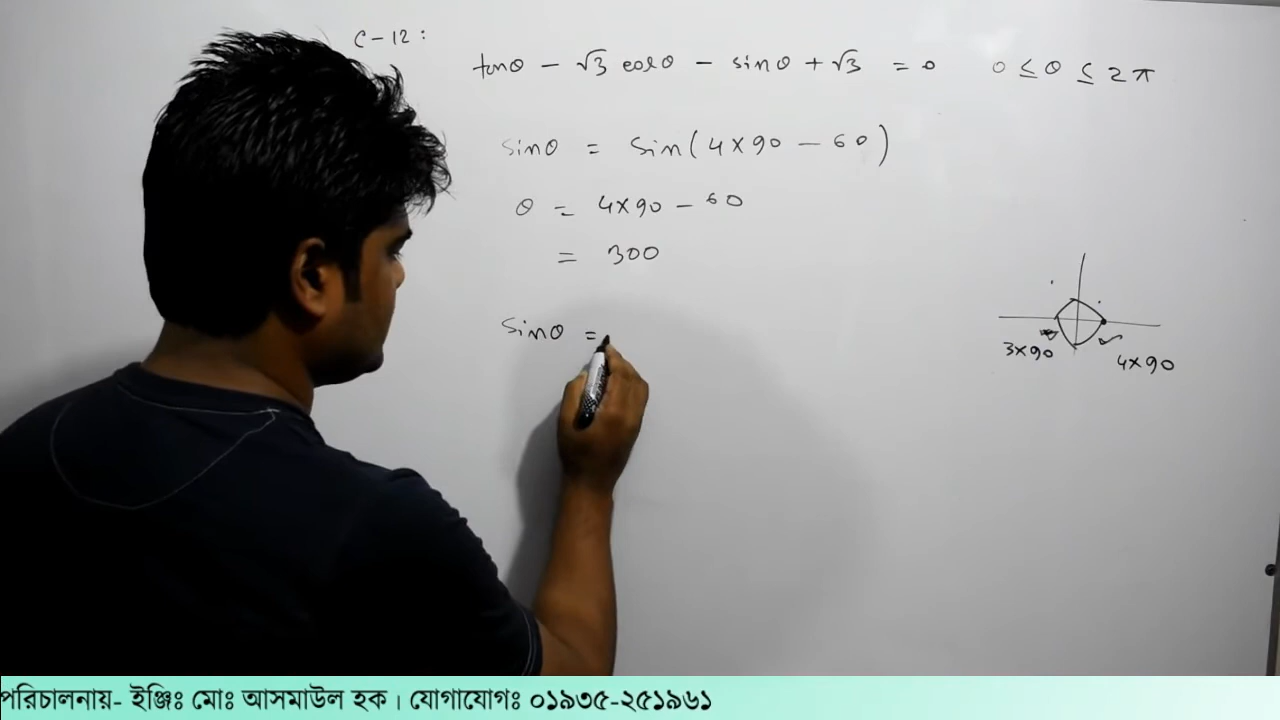 C-12:
tanθ - √3 cosθ - sinθ + √3 = 0    0 ≤ θ ≤ 2π
sinθ = sin(4×90 - 60)
θ = 4×90 - 60
= 300
sinθ =
3×90
4×90
পরিচালনায়- ইঞ্জিঃ মোঃ আসমাউল হক। যোগাযোগঃ ০১৯৩৫-২৫১৯৬১